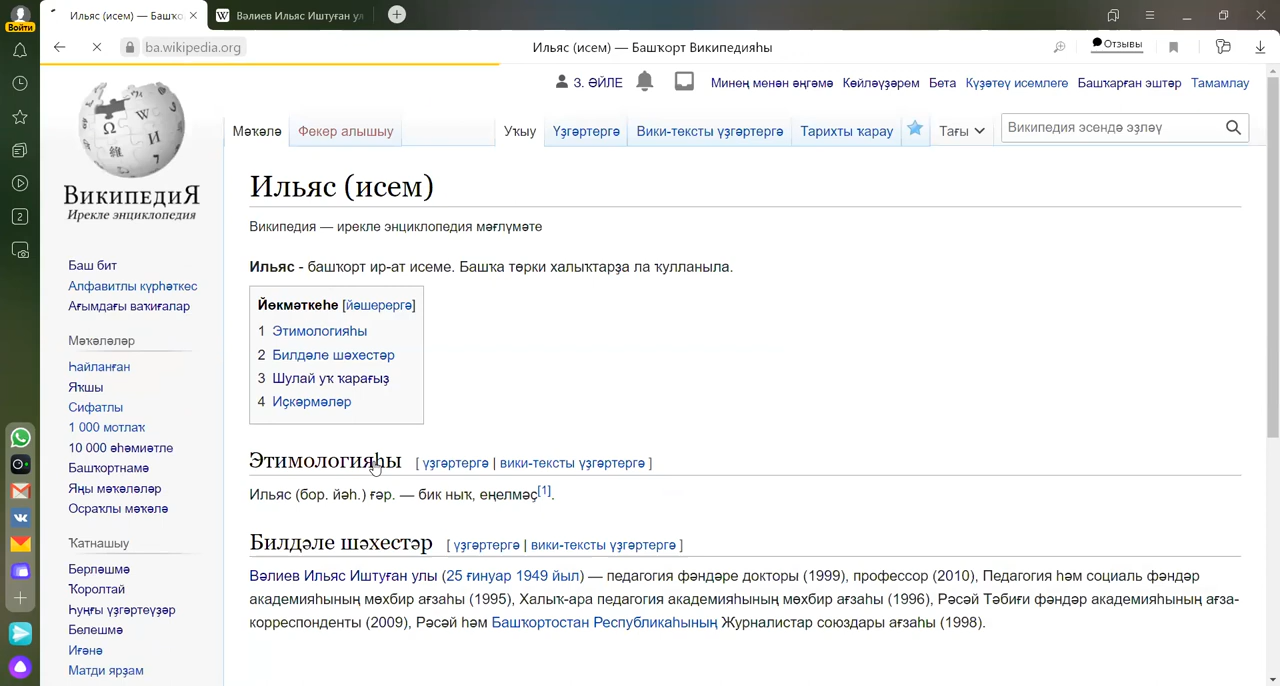 Ильяс (исем) — Башҡо
Вәлиев Ильяс Иштуған ул
Войти
ba.wikipedia.org
Ильяс (исем) — Башҡорт Википедияһы
Отзывы
З. ӘЙЛЕ
Минең менән әңгәмә Көйләүҙәрем Бета Күҙәтеү исемлеге Башҡарған эштәр Тамамлау
Мәҡәлә Фекер алышыу Уҡыу Үҙгәртергә Вики-тексты үҙгәртергә Тарихты ҡарау Тағы
Википедия эсендә эҙләү
ВикипедиЯ
Ирекле энциклопедия
Ильяс (исем)
Википедия — ирекле энциклопедия мәғлүмәте
Ильяс - башҡорт ир-ат исеме. Башҡа төрки халыҡтарҙа ла ҡулланыла.
Йөкмәткеһе [йәшерергә]
1 Этимологияһы
2 Билдәле шәхестәр
3 Шулай уҡ ҡарағыҙ
4 Иҫкәрмәләр
Этимологияһы [ үҙгәртергә | вики-тексты үҙгәртергә ]
Ильяс (бор. йәһ.) ғәр. — бик ныҡ, еңелмәҫ[1].
Билдәле шәхестәр [ үҙгәртергә | вики-тексты үҙгәртергә ]
Вәлиев Ильяс Иштуған улы (25 ғинуар 1949 йыл) — педагогия фәндәре докторы (1999), профессор (2010), Педагогия һәм социаль фәндәр
академияһының мөхбир ағзаһы (1995), Халыҡ-ара педагогия академияһының мөхбир ағзаһы (1996), Рәсәй Тәбиғи фәндәр академияһының ағза-
корреспонденты (2009), Рәсәй һәм Башҡортостан Республикаһының Журналистар союздары ағзаһы (1998).
Баш бит
Алфавитлы күрһәткес
Ағымдағы ваҡиғалар
Мәҡәләләр
Һайланған
Яҡшы
Сифатлы
1 000 мотлаҡ
10 000 әһәмиәтле
Башҡортнамә
Яңы мәҡәләләр
Осраҡлы мәҡәлә
Ҡатнашыу
Берләшмә
Ҡоролтай
Һуңғы үҙгәртеүҙәр
Белешмә
Иғәнә
Матди ярҙам
2